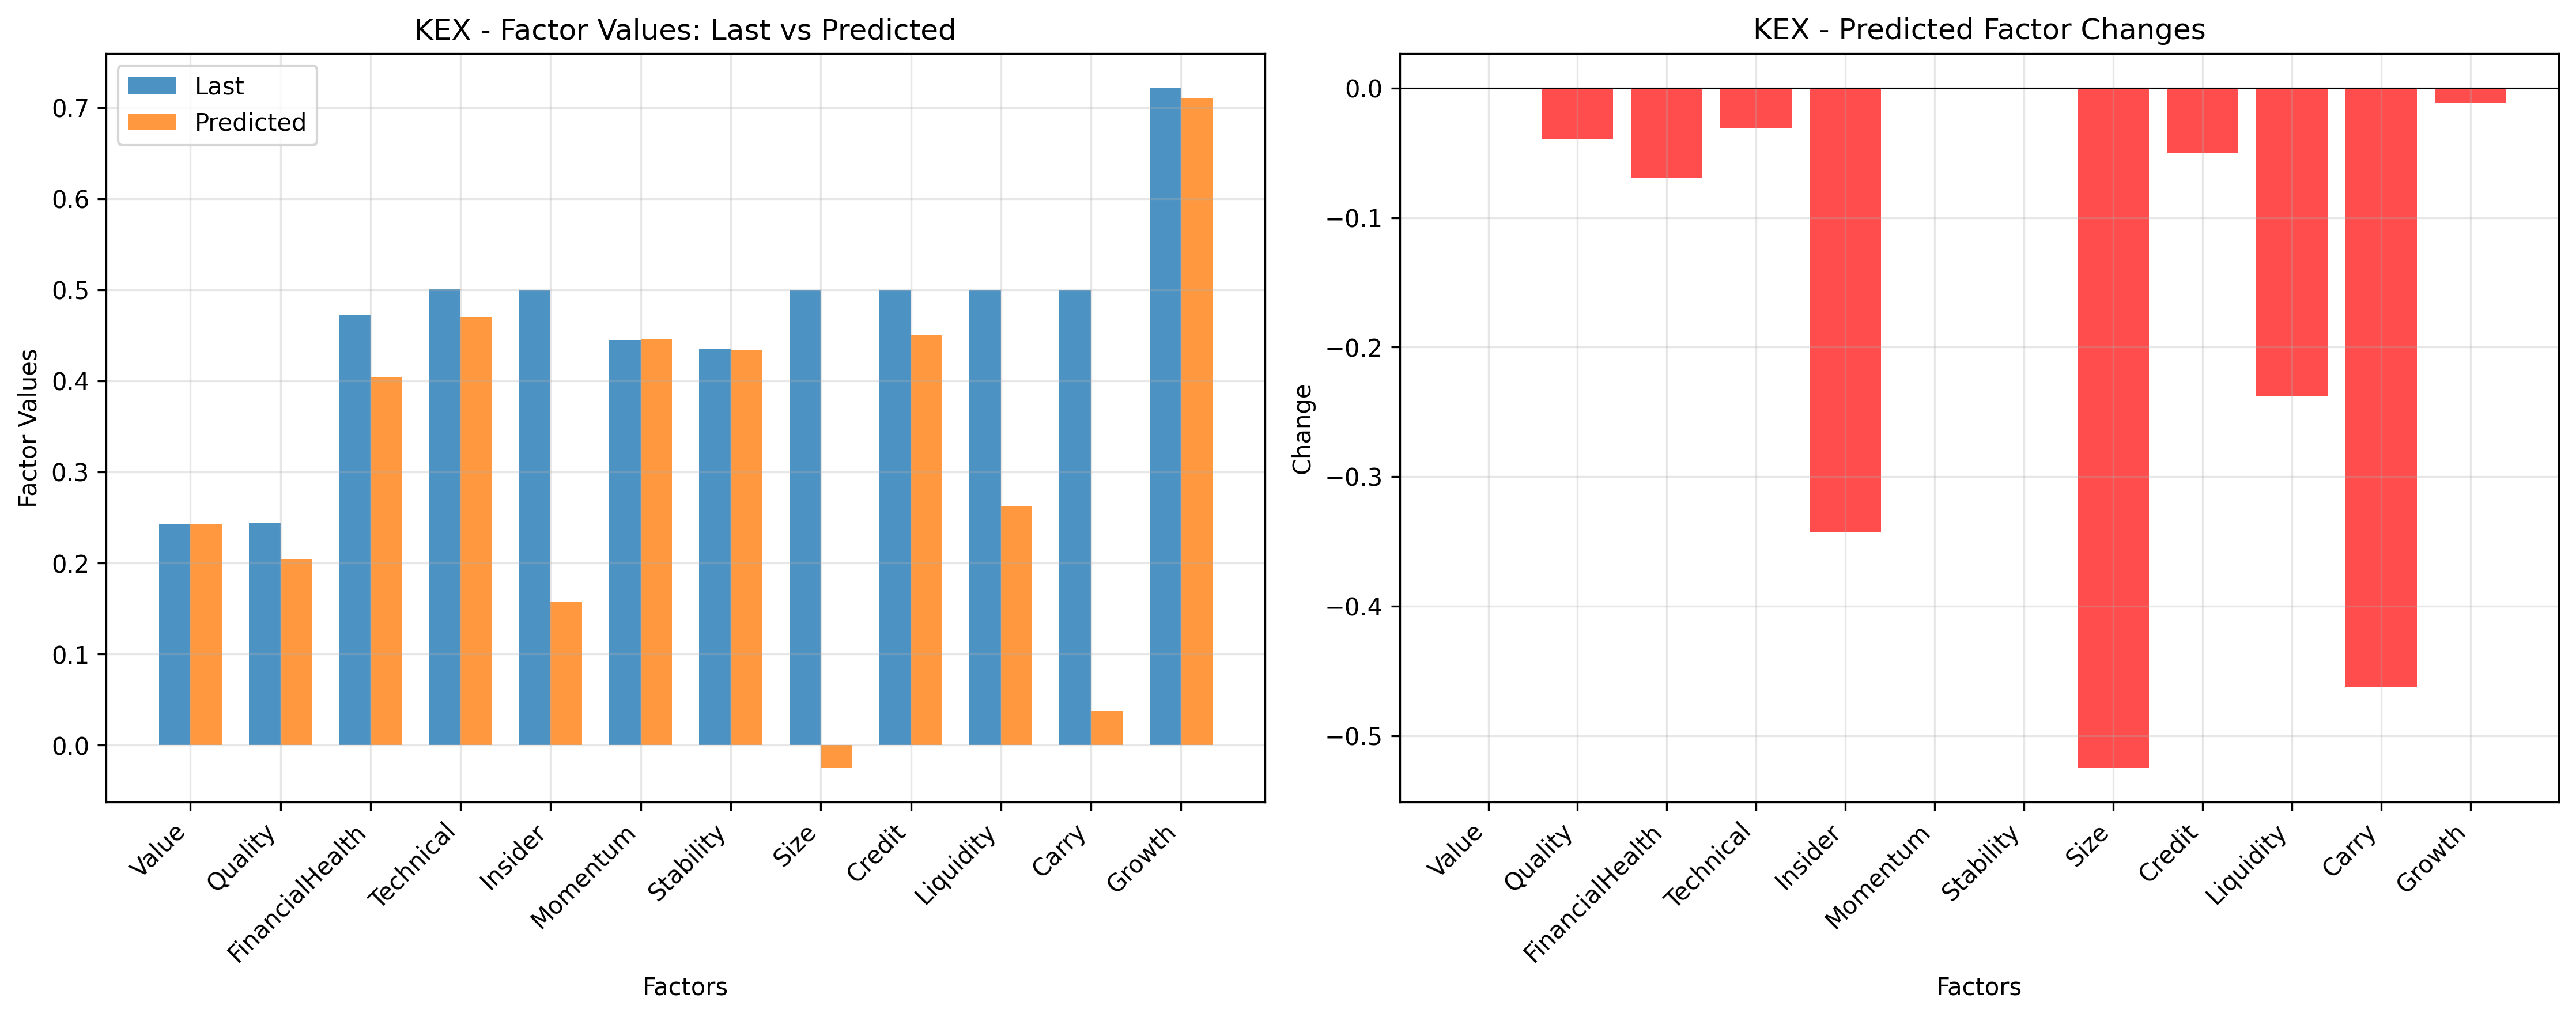 KEX - Factor Values: Last vs Predicted
Last
Predicted
Factor Values
0.7
0.6
0.5
0.4
0.3
0.2
0.1
0.0
Value
Quality
FinancialHealth
Technical
Insider
Momentum
Stability
Size
Credit
Liquidity
Carry
Growth
Factors
KEX - Predicted Factor Changes
Change
0.0
−0.1
−0.2
−0.3
−0.4
−0.5
Value
Quality
FinancialHealth
Technical
Insider
Momentum
Stability
Size
Credit
Liquidity
Carry
Growth
Factors